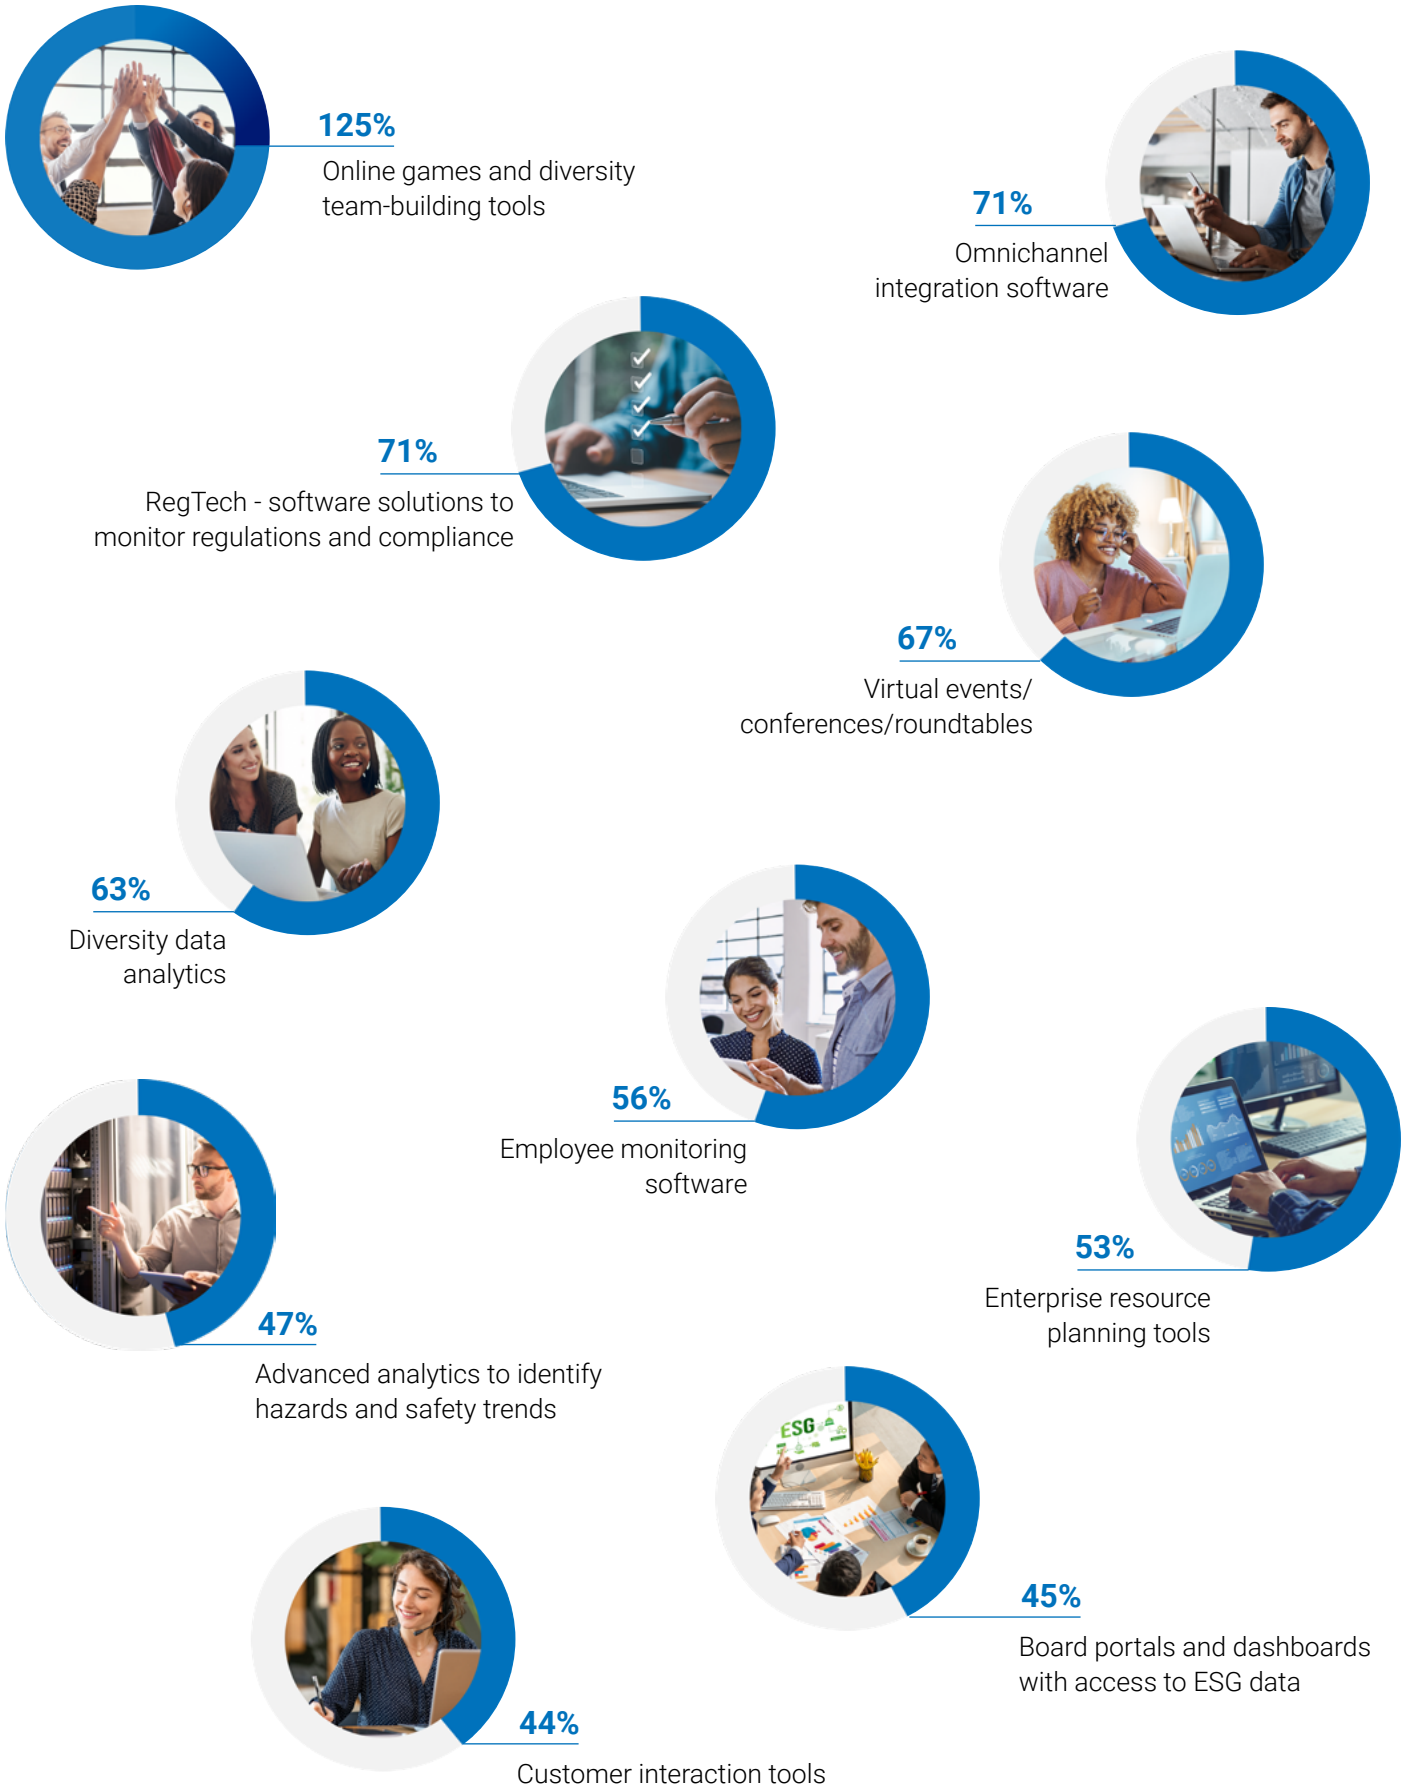 125%
Online games and diversity
team-building tools
71%
Omnichannel
integration software
71%
RegTech - software solutions to
monitor regulations and compliance
67%
Virtual events/
conferences/roundtables
63%
Diversity data
analytics
56%
Employee monitoring
software
53%
Enterprise resource
planning tools
47%
Advanced analytics to identify
hazards and safety trends
ESG
45%
Board portals and dashboards
with access to ESG data
44%
Customer interaction tools